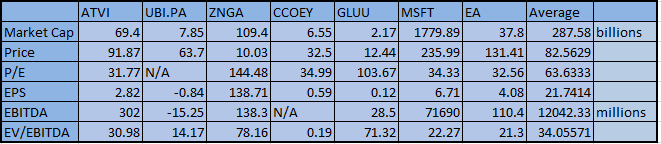 ATVI UBI.PA ZNGA CCOEY GLUU MSFT EA Average
Market Cap 69.4 7.85 109.4 6.55 2.17 1779.89 37.8 287.58 billions
Price 91.87 63.7 10.03 32.5 12.44 235.99 131.41 82.5629
P/E 31.77 N/A 144.48 34.99 103.67 34.33 32.56 63.6333
EPS 2.82 -0.84 138.71 0.59 0.12 6.71 4.08 21.7414
EBITDA 302 -15.25 138.3 N/A 28.5 71690 110.4 12042.33 millions
EV/EBITDA 30.98 14.17 78.16 0.19 71.32 22.27 21.3 34.05571